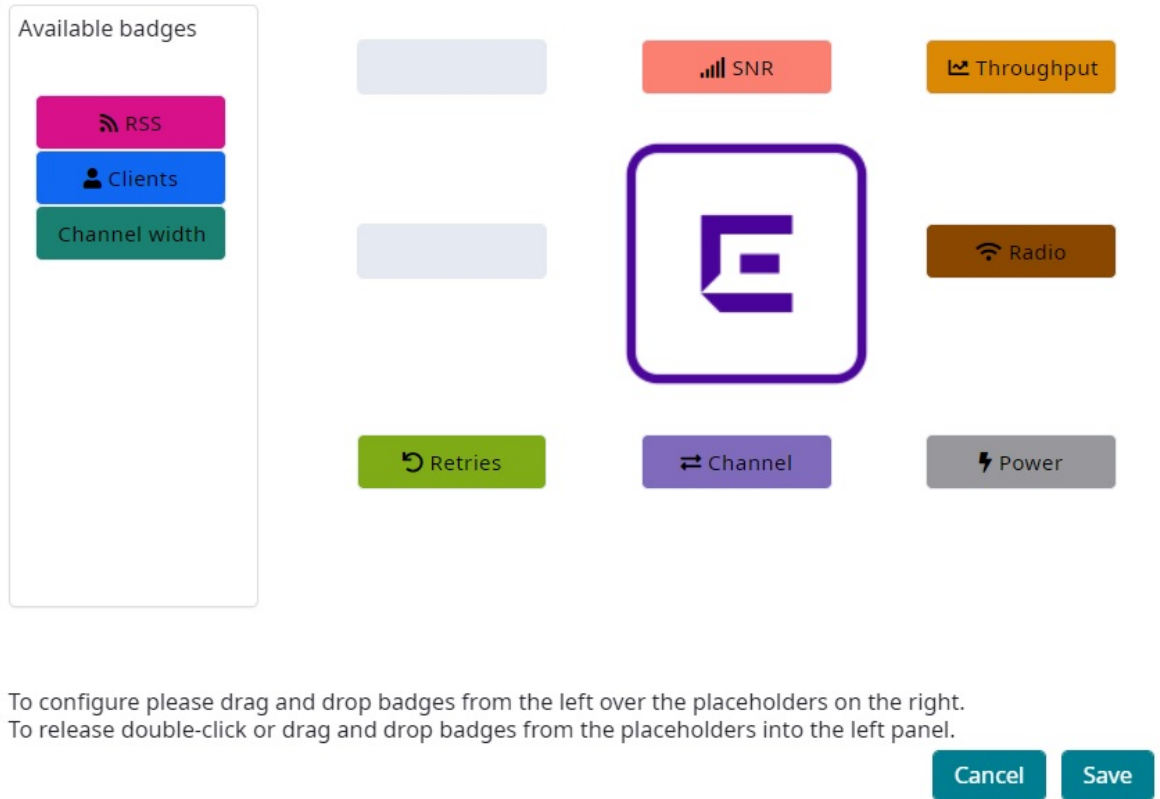 Available badges
SNR
Throughput
RSS
Clients
Channel width
Radio
Retries
Channel
Power
To configure please drag and drop badges from the left over the placeholders on the right.
To release double-click or drag and drop badges from the placeholders into the left panel.
Cancel
Save